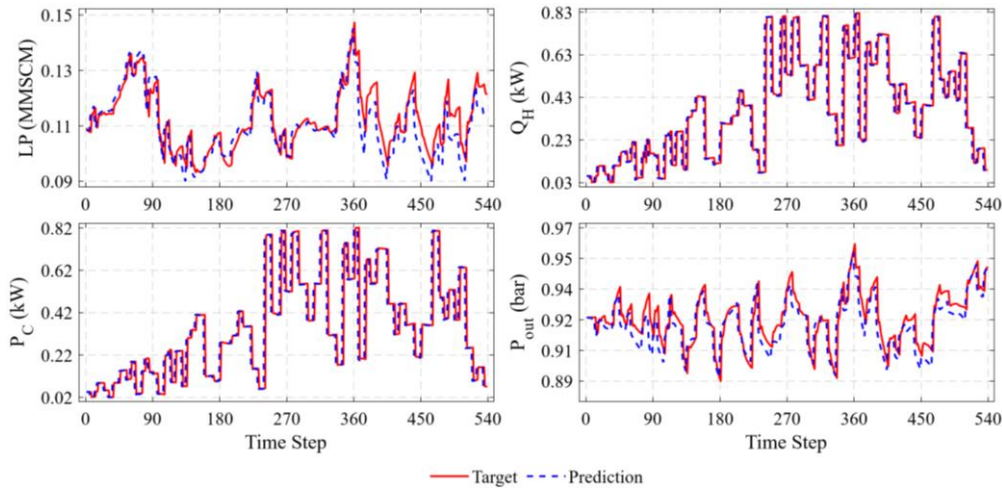 LP (MMSCM)
0.15
0.13
0.11
0.09
0 90 180 270 360 450 540
Q_H (kW)
0.83
0.63
0.43
0.23
0.03
0 90 180 270 360 450 540
P_C (kW)
0.82
0.62
0.42
0.22
0.02
0 90 180 270 360 450 540
Time Step
P_out (bar)
0.97
0.95
0.94
0.92
0.91
0.89
0 90 180 270 360 450 540
Time Step
Target Prediction